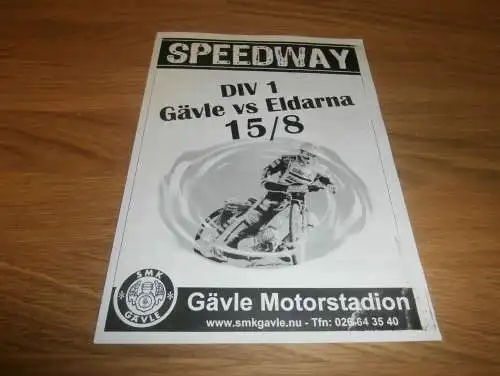 SPEEDWAY
DIV 1
Gävle vs Eldarna
15/8
SMK
GÄVLE
Gävle Motorstadion
www.smkgavle.nu - Tfn: 026-64 35 40